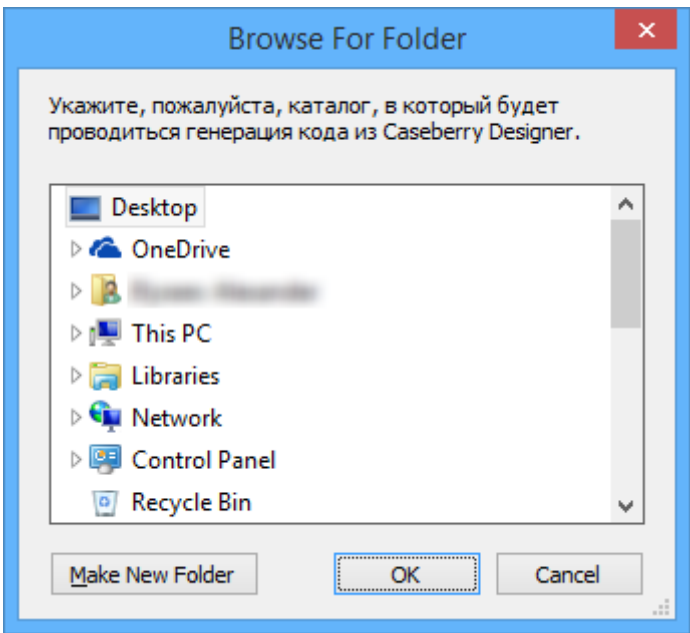 Browse For Folder
Укажите, пожалуйста, каталог, в который будет
проводиться генерация кода из Caseberry Designer.
Desktop
OneDrive
This PC
Libraries
Network
Control Panel
Recycle Bin
Make New Folder
OK
Cancel